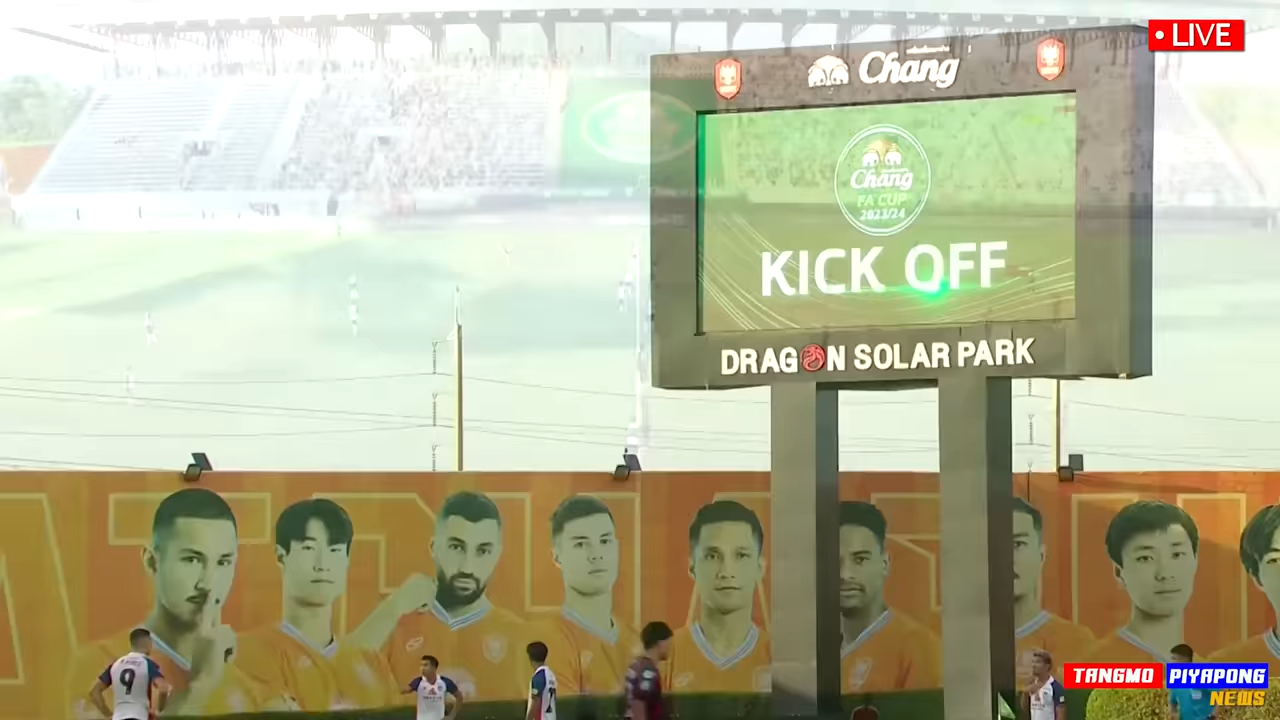 • LIVE
Chang
Chang
FA CUP
2023/24
KICK OFF
DRAGON SOLAR PARK
9
TANGMO PIYAPONG
NEWS